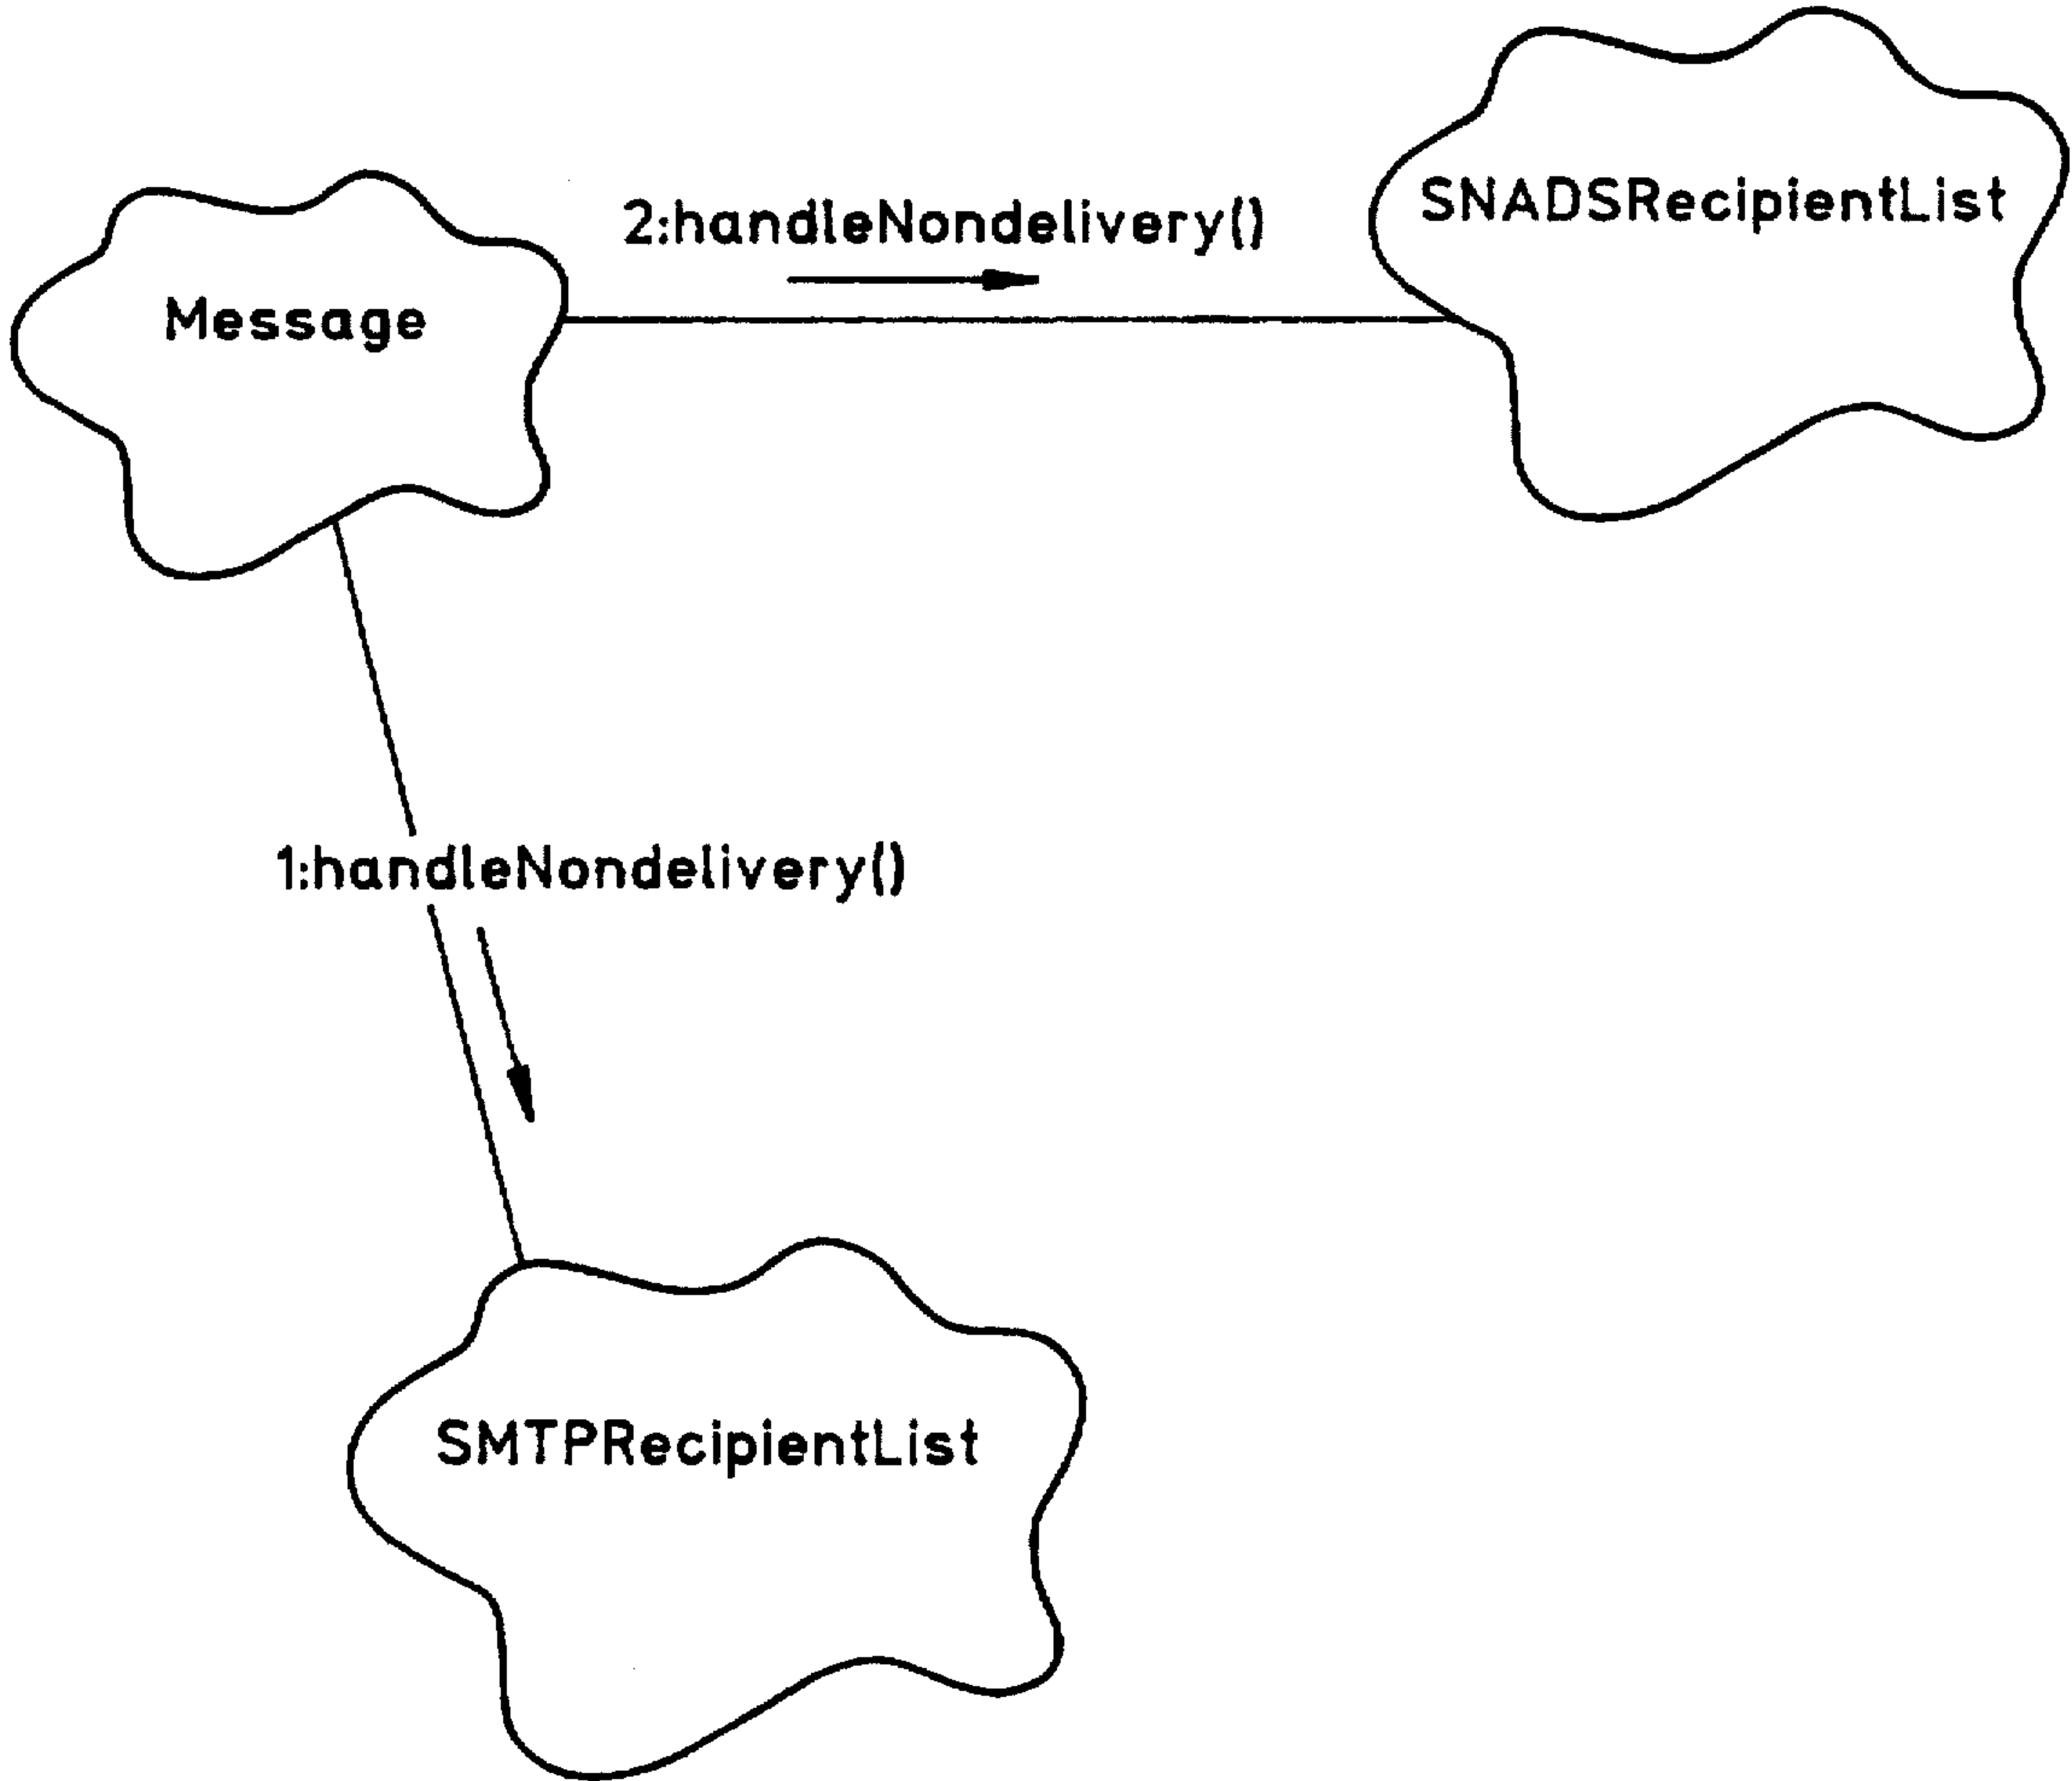 SNADSRecipientList
2:handleNondelivery()
Message
1:handleNondelivery()
SMTPRecipientList